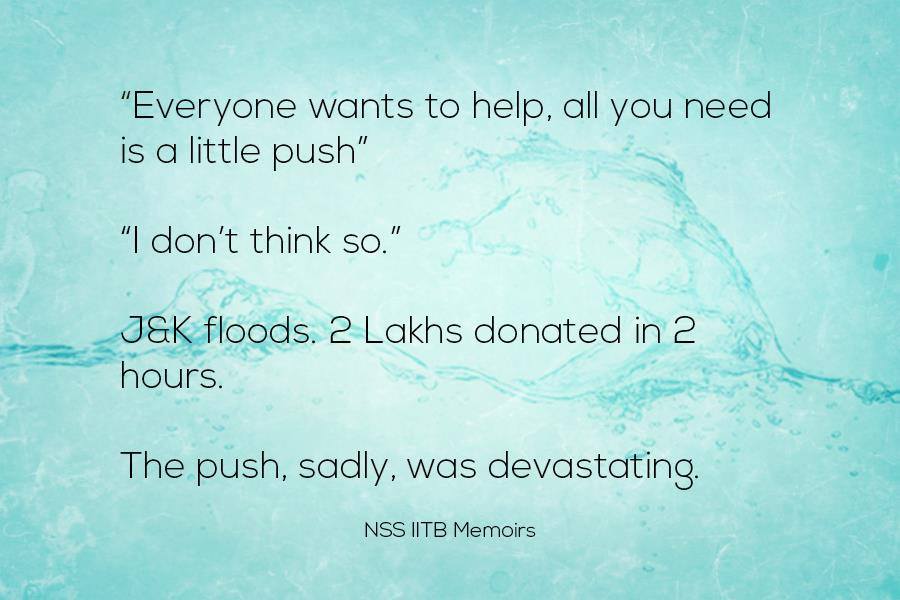 “Everyone wants to help, all you need
is a little push”
“I don’t think so.”
J&K floods. 2 Lakhs donated in 2
hours.
The push, sadly, was devastating.
NSS IITB Memoirs